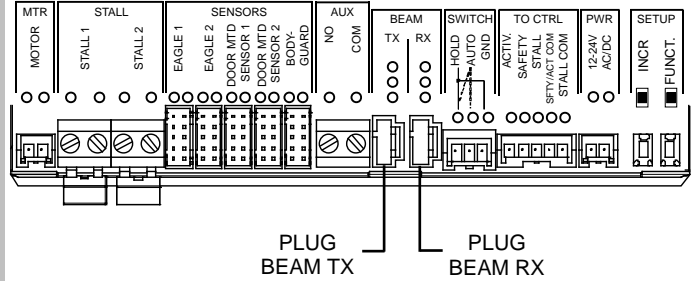 MTR
STALL
SENSORS
AUX
BEAM
SWITCH
TO CTRL
PWR
SETUP
MOTOR
STALL 1
STALL 2
EAGLE 1
EAGLE 2
DOOR MTD
SENSOR 1
DOOR MTD
SENSOR 2
BODY-
GUARD
NO
COM
TX
RX
HOLD
AUTO
GND
ACTIV.
SAFETY
STALL
SFTY/ACT COM
STALL COM
12-24V
AC/DC
INCR
FUNCT.
PLUG
BEAM TX
PLUG
BEAM RX